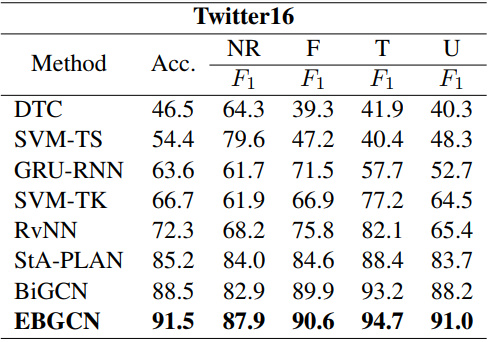 Twitter16
Method Acc. NR F T U
F1 F1 F1 F1
DTC 46.5 64.3 39.3 41.9 40.3
SVM-TS 54.4 79.6 47.2 40.4 48.3
GRU-RNN 63.6 61.7 71.5 57.7 52.7
SVM-TK 66.7 61.9 66.9 77.2 64.5
RvNN 72.3 68.2 75.8 82.1 65.4
StA-PLAN 85.2 84.0 84.6 88.4 83.7
BiGCN 88.5 82.9 89.9 93.2 88.2
EBGCN 91.5 87.9 90.6 94.7 91.0